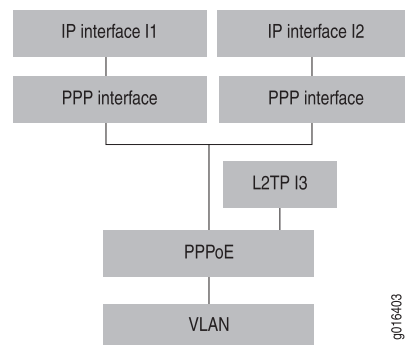 IP interface I1
IP interface I2
PPP interface
PPP interface
L2TP I3
PPPoE
VLAN
g016403